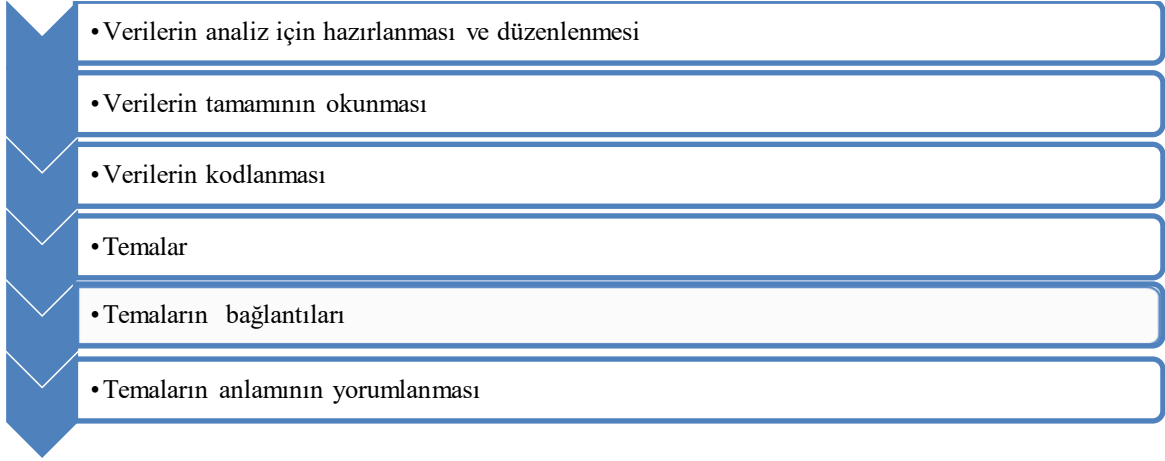 •Verilerin analiz için hazırlanması ve düzenlenmesi
•Verilerin tamamının okunması
•Verilerin kodlanması
•Temalar
•Temaların bağlantıları
•Temaların anlamının yorumlanması